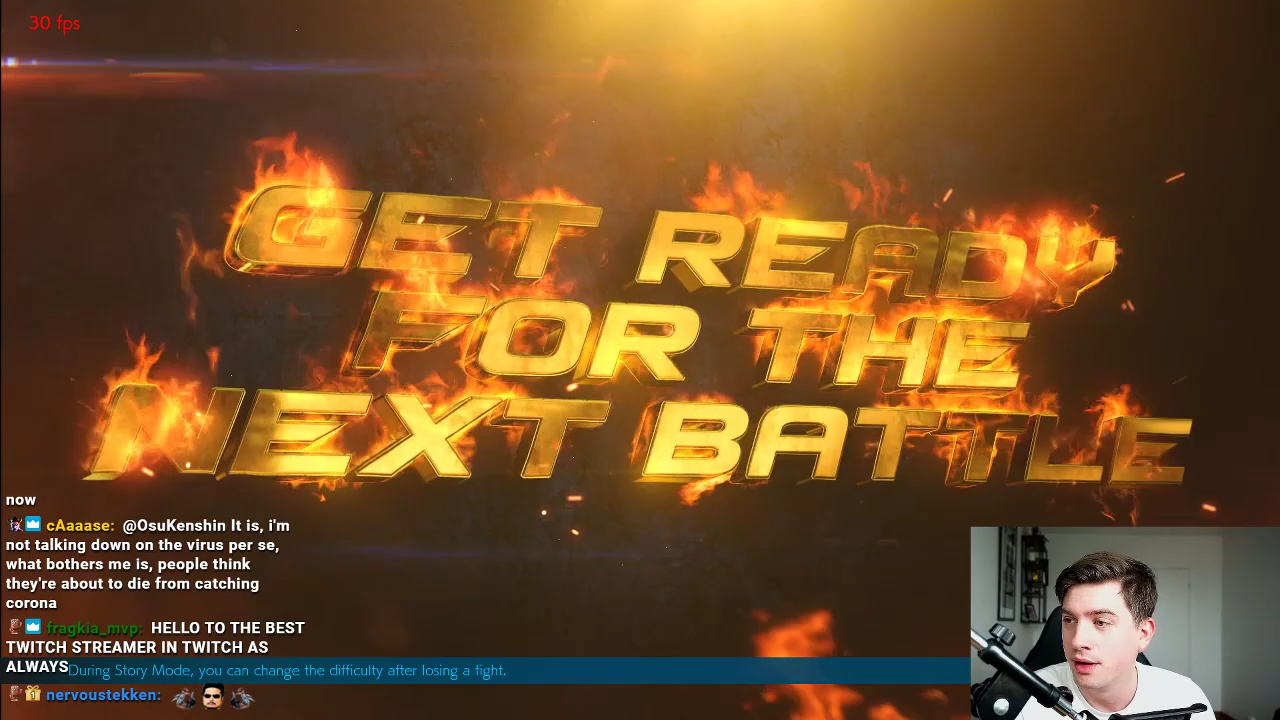 30 fps
GET READY
FOR THE
NEXT BATTLE
now
cAaaase: @OsuKenshin It is, i'm
not talking down on the virus per se,
what bothers me is, people think
they're about to die from catching
corona
fragkia_mvp: HELLO TO THE BEST
TWITCH STREAMER IN TWITCH AS
ALWAYS
During Story Mode, you can change the difficulty after losing a fight.
nervoustekken: